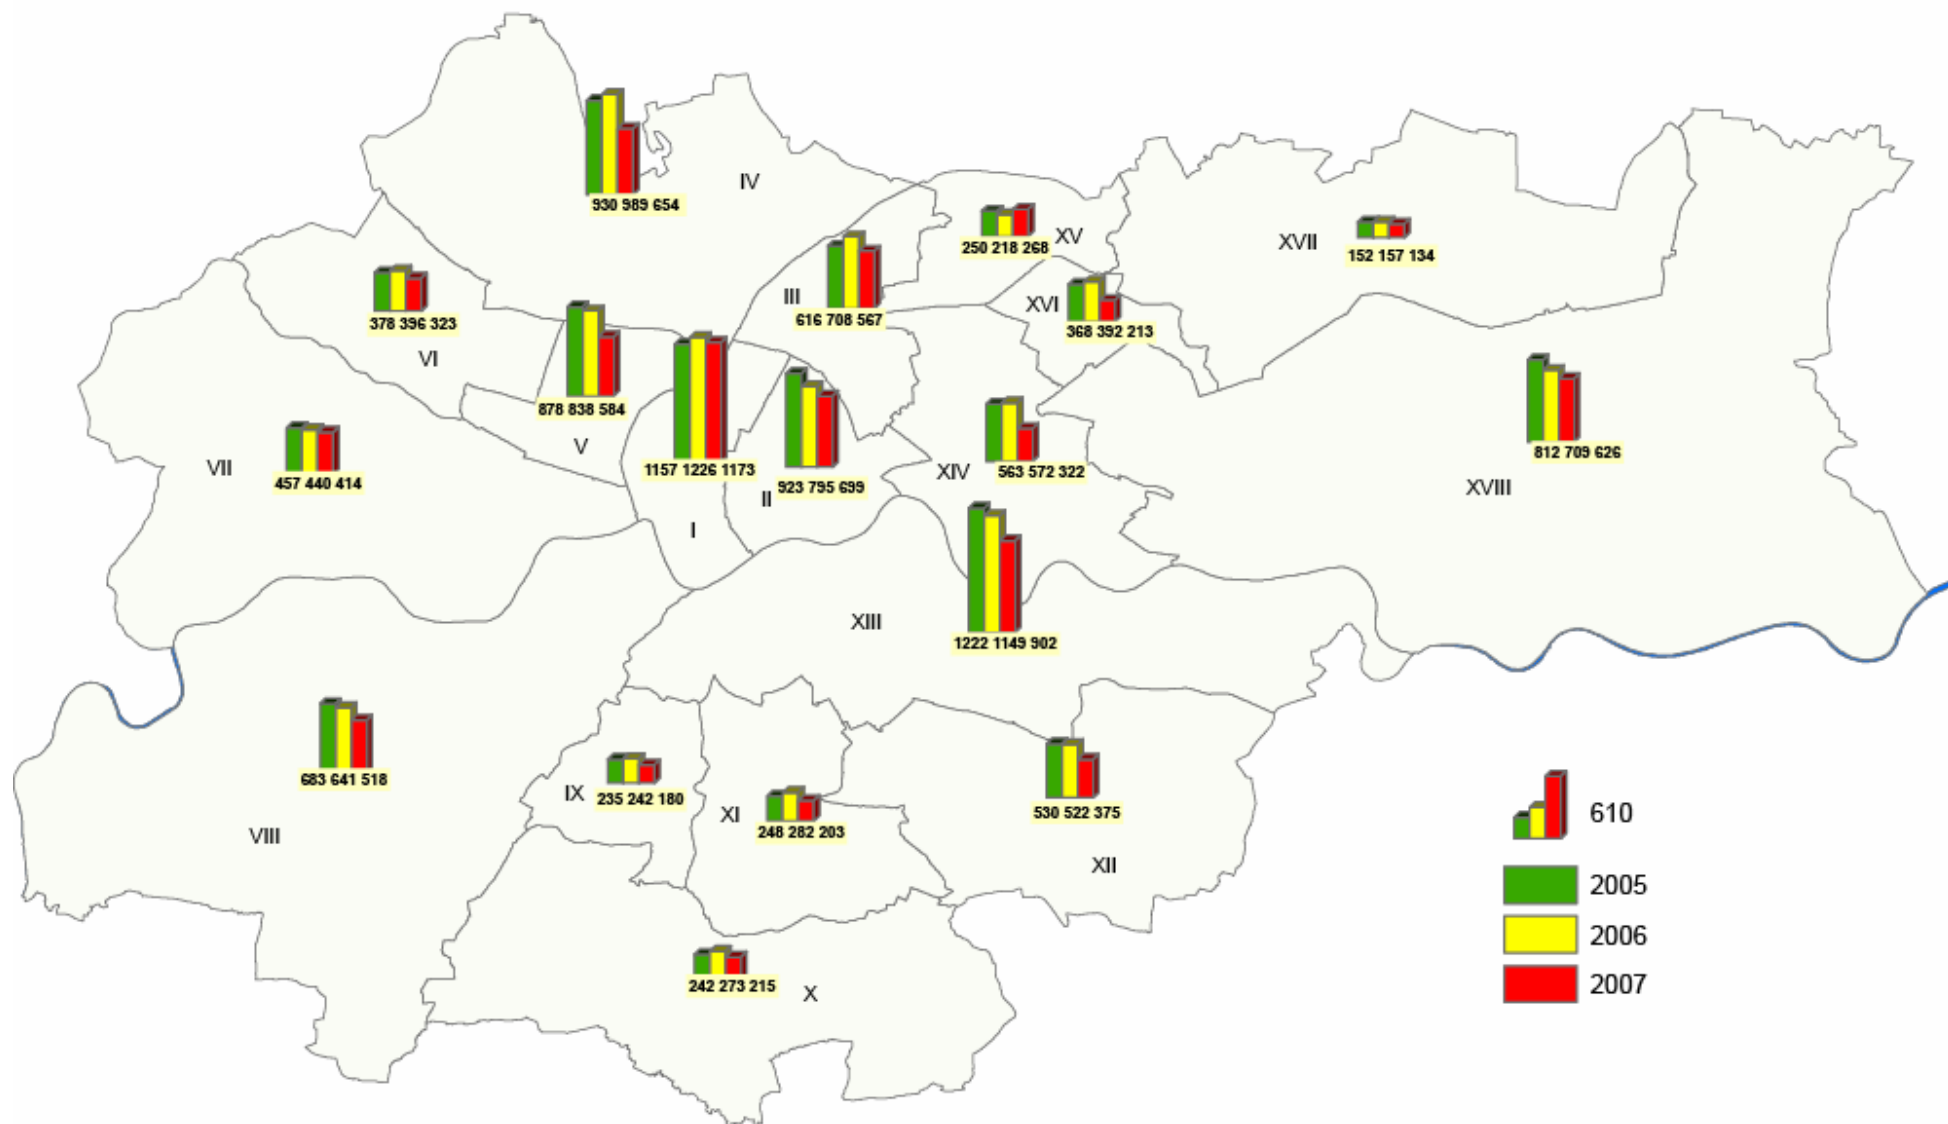 IV
930 989 654
XV
250 218 268
XVII
152 157 134
III
616 708 567
XVI
368 392 213
378 396 323
VI
878 838 584
V
1157 1226 1173
I
923 795 699
II
VII
457 440 414
XIV
563 572 322
812 709 626
XVIII
XIII
1222 1149 902
683 641 518
VIII
IX
235 242 180
XI
248 282 203
530 522 375
XII
242 273 215
X
610
2005
2006
2007